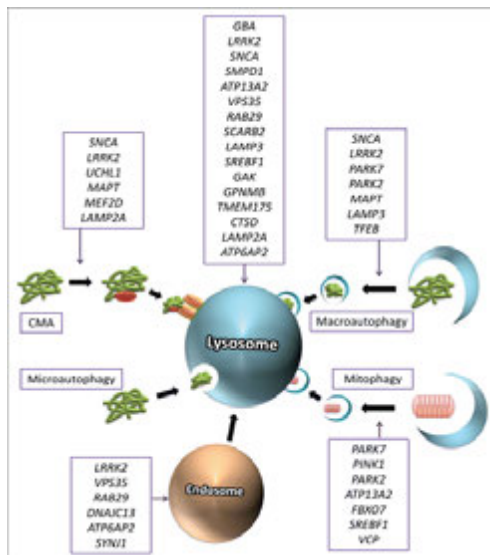 GBA
LRRK2
SNCA
SMPD1
ATP13A2
VPS35
RAB29
SCARB2
LAMP3
SREBF1
GAK
GPNMB
TMEM175
CTSD
LAMP2A
ATP6AP2
SNCA
LRRK2
UCHL1
MAPT
MEF2D
LAMP2A
SNCA
LRRK2
PARK7
PARK2
MAPT
LAMP3
TFEB
CMA
Lysosome
Macroautophagy
Microautophagy
Mitophagy
Endosome
LRRK2
VPS35
RAB29
DNAJC13
ATP6AP2
SYNJ1
PARK7
PINK1
PARK2
ATP13A2
FBXO7
SREBF1
VCP